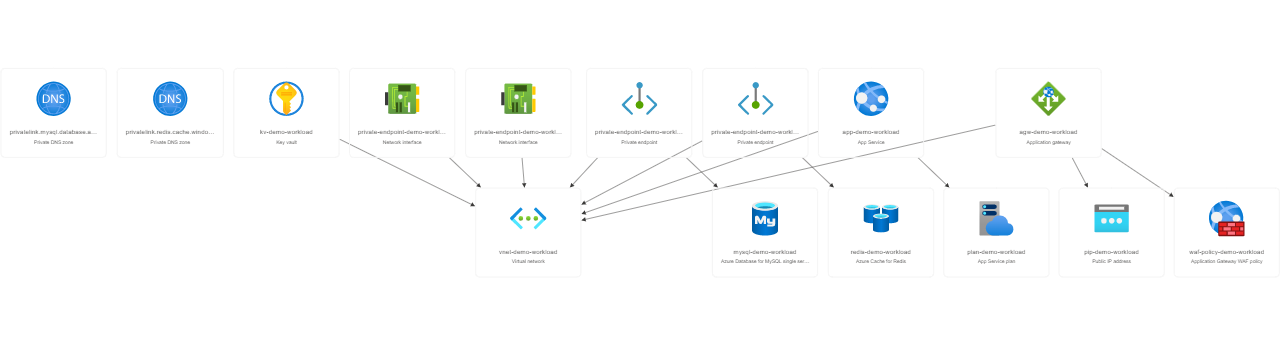 DNS
privatelink.mysql.database.a...
Private DNS zone
DNS
privatelink.redis.cache.windo...
Private DNS zone
kv-demo-workload
Key vault
private-endpoint-demo-workl...
Network interface
private-endpoint-demo-workl...
Network interface
private-endpoint-demo-workl...
Private endpoint
private-endpoint-demo-workl...
Private endpoint
app-demo-workload
App Service
agw-demo-workload
Application gateway
vnet-demo-workload
Virtual network
My
mysql-demo-workload
Azure Database for MySQL single ser...
redis-demo-workload
Azure Cache for Redis
plan-demo-workload
App Service plan
pip-demo-workload
Public IP address
waf-policy-demo-workload
Application Gateway WAF policy